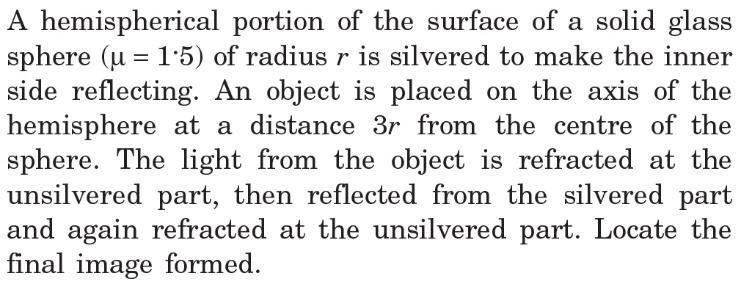 A hemispherical portion of the surface of a solid glass
sphere (μ = 1·5) of radius r is silvered to make the inner
side reflecting. An object is placed on the axis of the
hemisphere at a distance 3r from the centre of the
sphere. The light from the object is refracted at the
unsilvered part, then reflected from the silvered part
and again refracted at the unsilvered part. Locate the
final image formed.